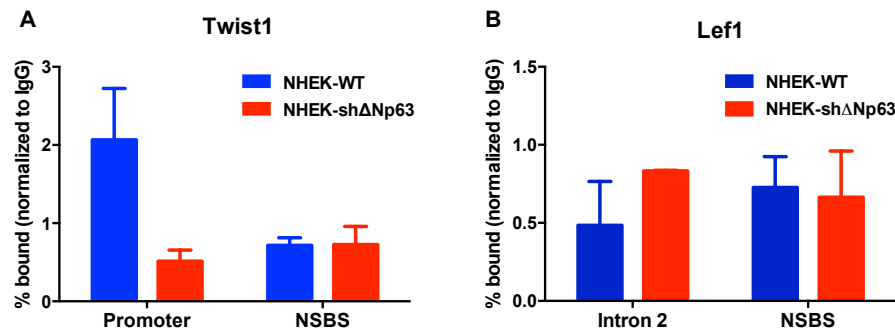 A
Twist1
% bound (normalized to IgG)
3
2
1
0
NHEK-WT
NHEK-shΔNp63
Promoter
NSBS
B
Lef1
% bound (normalized to IgG)
1.5
1.0
0.5
0.0
NHEK-WT
NHEK-shΔNp63
Intron 2
NSBS